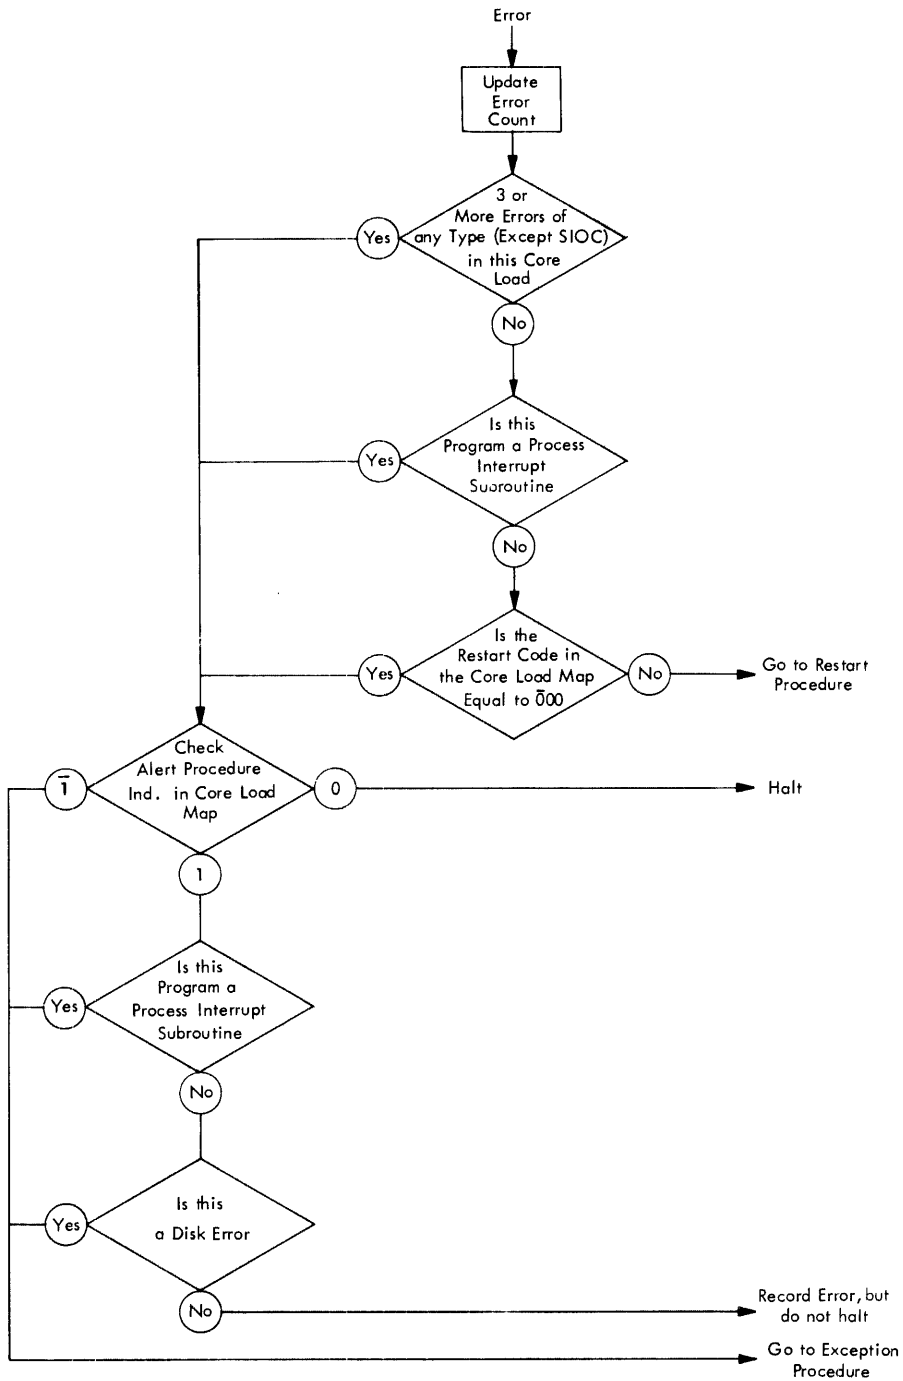 Error
Update
Error
Count
3 or
More Errors of
any Type (Except SIOC)
in this Core
Load
Yes
No
Is this
Program a Process
Interrupt
Subroutine
Yes
No
Is the
Restart Code in
the Core Load Map
Equal to 0̅00
Yes
No
Go to Restart
Procedure
Check
Alert Procedure
Ind. in Core Load
Map
1̅
0
Halt
1
Is this
Program a
Process Interrupt
Subroutine
Yes
No
Is this
a Disk Error
Yes
No
Record Error, but
do not halt
Go to Exception
Procedure